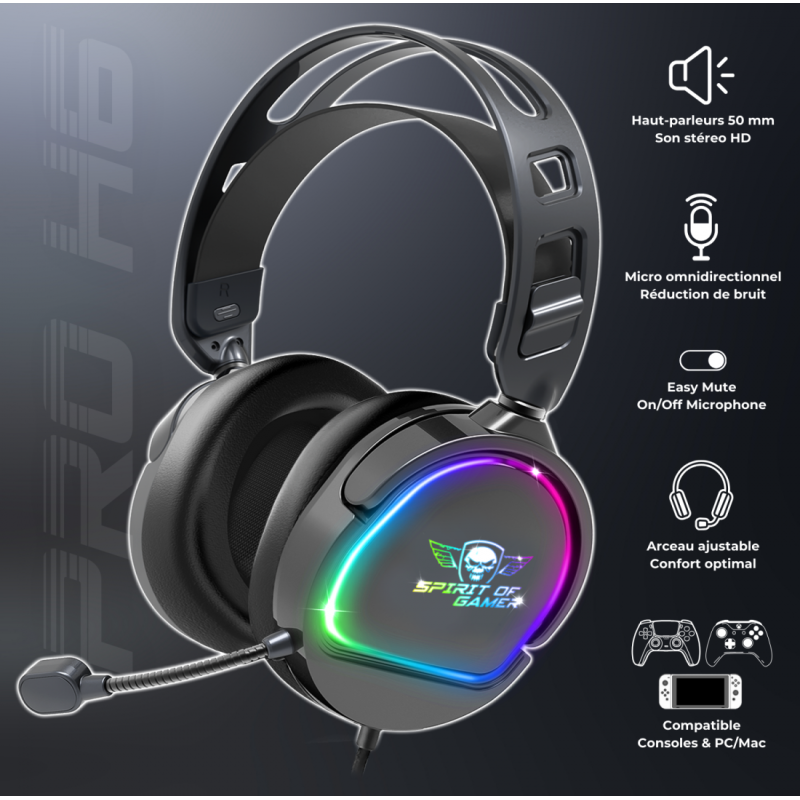 PRO H6
R
SPIRIT OF
GAMER
Haut-parleurs 50 mm
Son stéreo HD
Micro omnidirectionnel
Réduction de bruit
Easy Mute
On/Off Microphone
Arceau ajustable
Confort optimal
Compatible
Consoles & PC/Mac